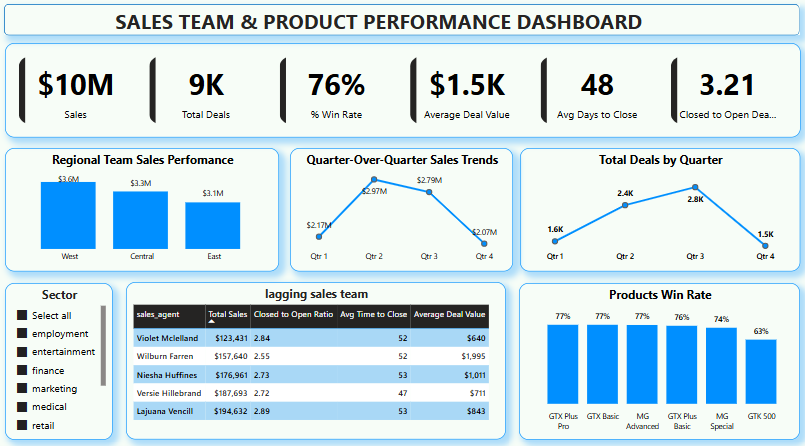 SALES TEAM & PRODUCT PERFORMANCE DASHBOARD
$10M 9K 76% $1.5K 48 3.21
Sales Total Deals % Win Rate Average Deal Value Avg Days to Close Closed to Open Dea...
Regional Team Sales Perfomance
$3.6M $3.3M $3.1M
West Central East
Quarter-Over-Quarter Sales Trends
$2.17M $2.97M $2.79M $2.07M
Qtr 1 Qtr 2 Qtr 3 Qtr 4
Total Deals by Quarter
1.6K 2.4K 2.8K 1.5K
Qtr 1 Qtr 2 Qtr 3 Qtr 4
Sector
Select all
employment
entertainment
finance
marketing
medical
retail
lagging sales team
sales_agent Total Sales Closed to Open Ratio Avg Time to Close Average Deal Value
Violet Mclelland $123,431 2.84 52 $640
Wilburn Farren $157,640 2.55 52 $1,995
Niesha Huffines $176,961 2.73 53 $1,011
Versie Hillebrand $187,693 2.72 47 $711
Lajuana Vencill $194,632 2.89 53 $843
Products Win Rate
77% 77% 77% 76% 74% 63%
GTX Plus Pro GTX Basic MG Advanced GTX Plus Basic MG Special GTK 500